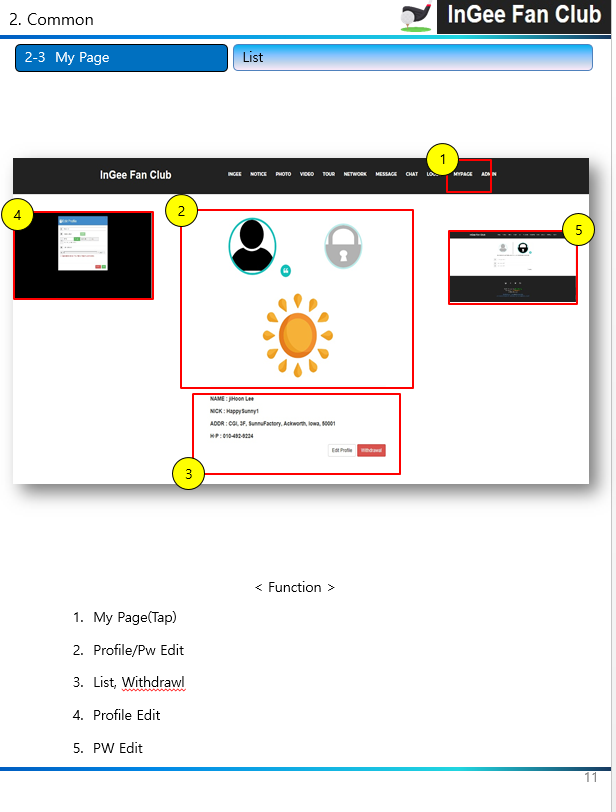 2. Common
InGee Fan Club
2-3 My Page
List
1
InGee Fan Club
INGEE NOTICE PHOTO VIDEO TOUR NETWORK MESSAGE CHAT MYPAGE ADMIN
4
2
5
NAME : jiHoon Lee
NICK : HappySunny1
ADDR : CGI, 3F, SunnuFactory, Ackworth, Iowa, 50001
H·P : 010-492-9224
Edit Profile Withdrawal
3
< Function >
1. My Page(Tap)
2. Profile/Pw Edit
3. List, Withdrawl
4. Profile Edit
5. PW Edit
11